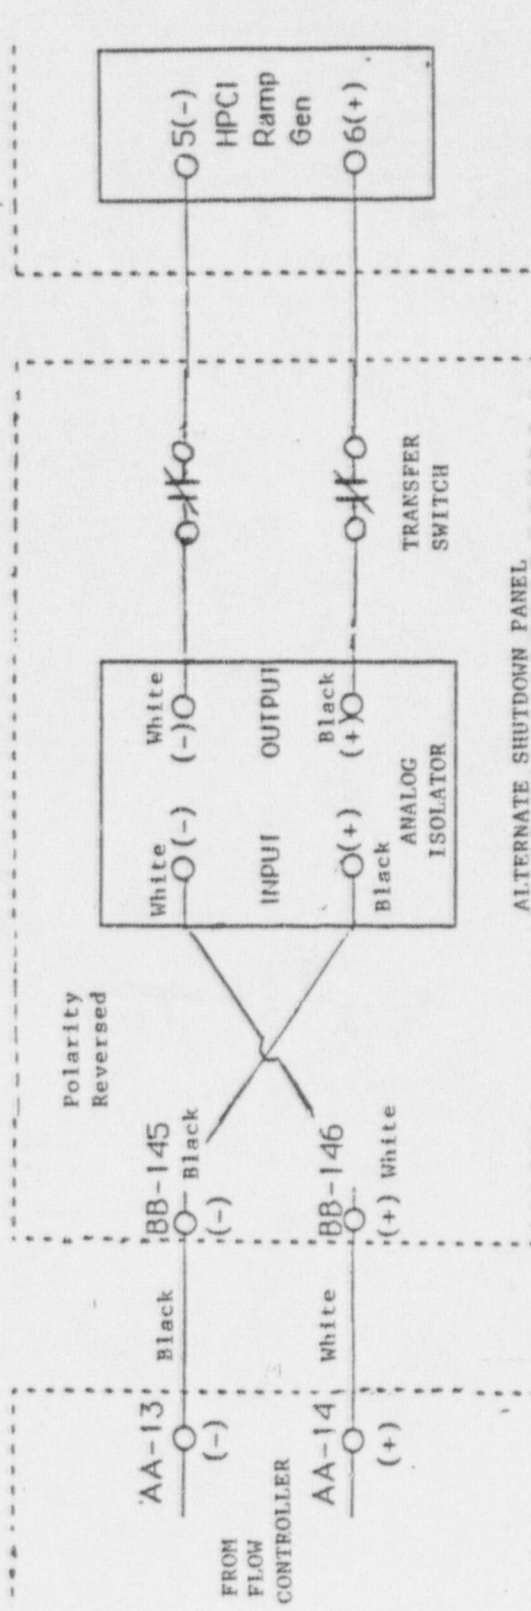 FROM
FLOW
CONTROLLER
AA-13
(-)
AA-14
(+)
Black
White
BB-145
Black
(-)
BB-146
(+) White
Polarity
Reversed
White
(-)
INPUT
(+)
Black
White
(-)
OUTPUT
Black
(+)
ANALOG
ISOLATOR
TRANSFER
SWITCH
ALTERNATE SHUTDOWN PANEL
5(-)
HPCI
Ramp
Gen
6(+)